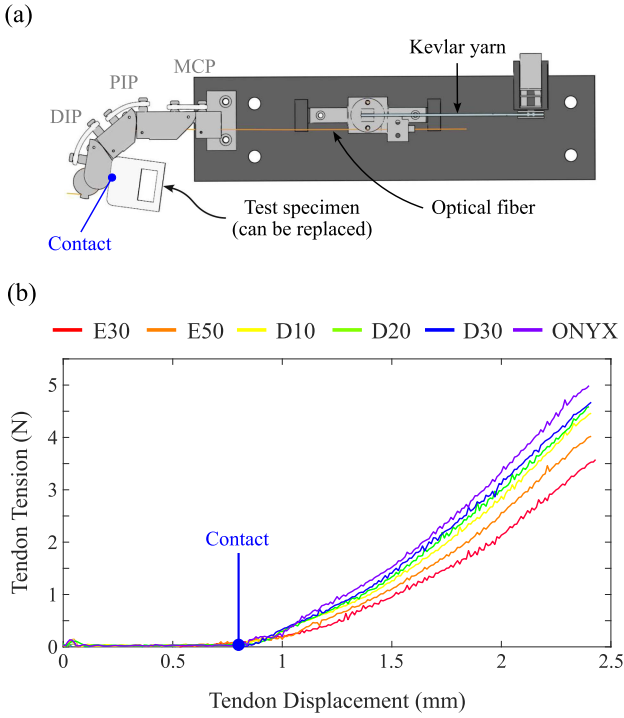 (a)
Kevlar yarn
MCP
PIP
DIP
Test specimen
(can be replaced)
Optical fiber
Contact
(b)
E30 E50 D10 D20 D30 ONYX
5
4
3
2
1
0
Contact
0 0.5 1 1.5 2 2.5
Tendon Tension (N)
Tendon Displacement (mm)